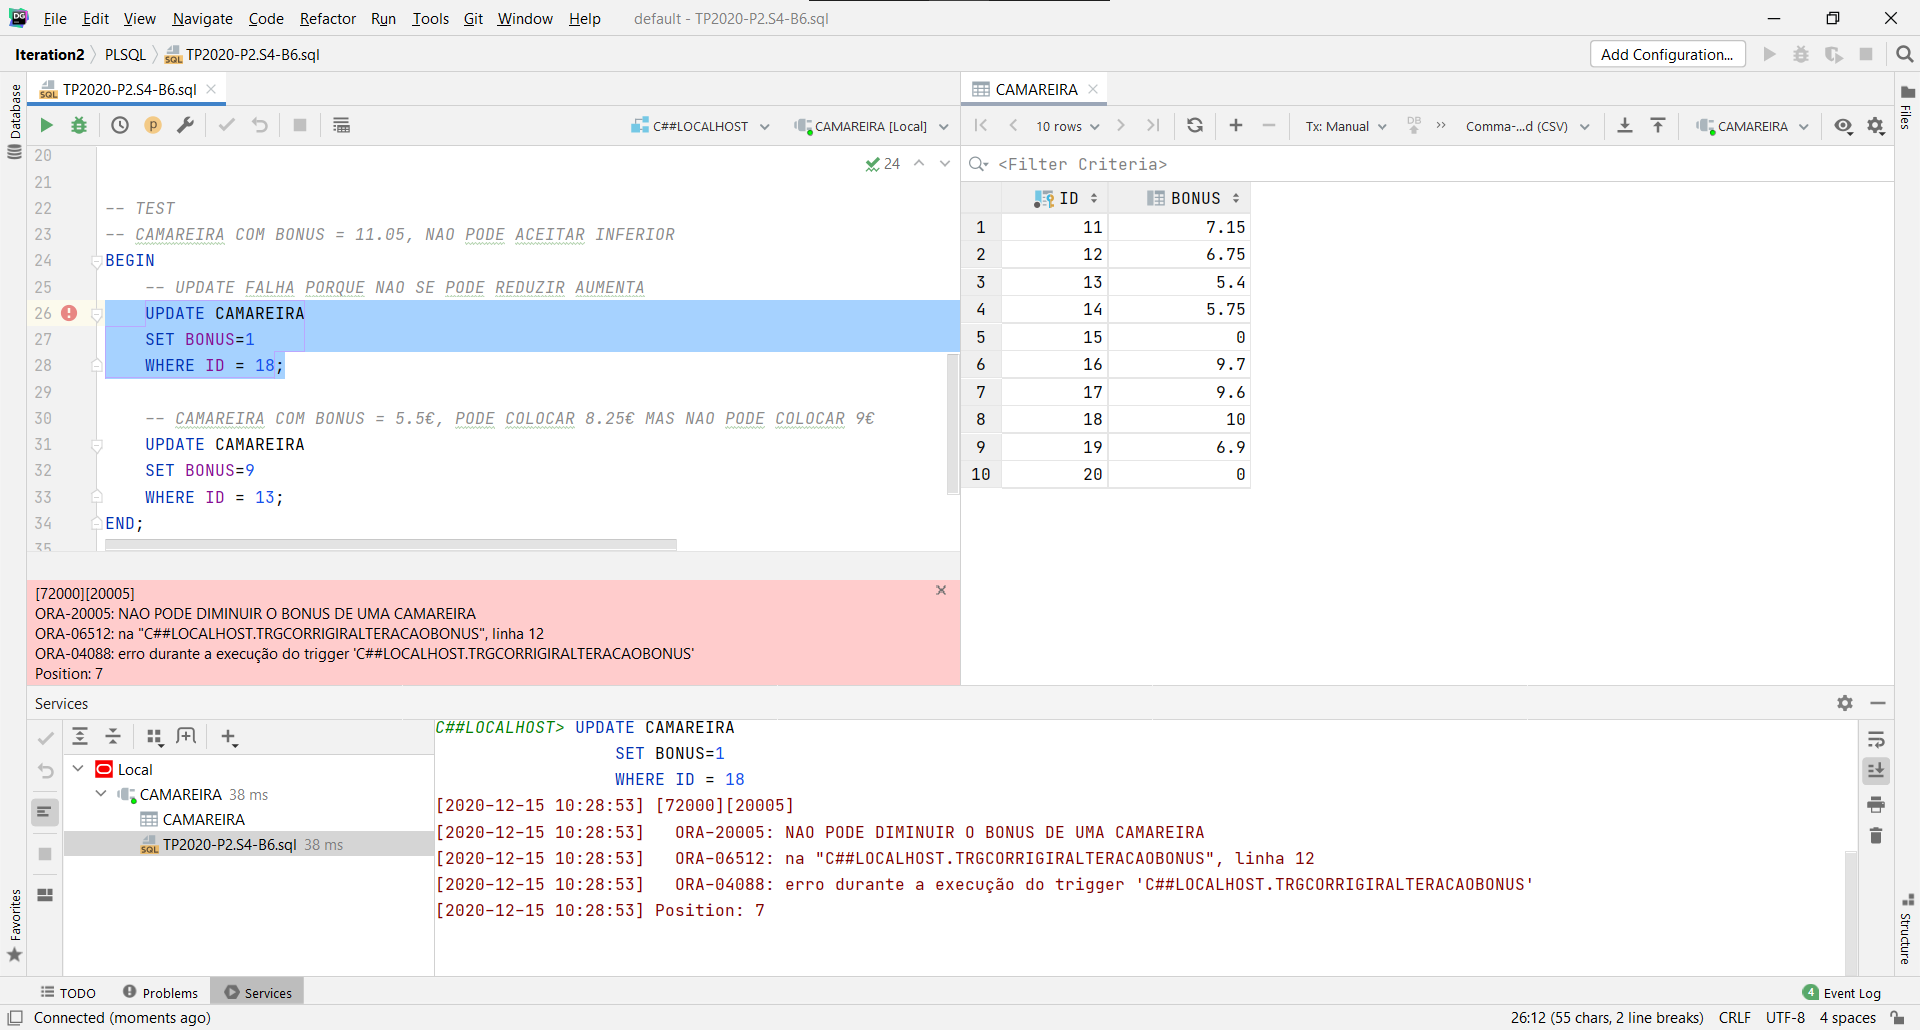 File Edit View Navigate Code Refactor Run Tools Git Window Help default - TP2020-P2.S4-B6.sql
Iteration2 PLSQL TP2020-P2.S4-B6.sql Add Configuration...
Database
TP2020-P2.S4-B6.sql
C##LOCALHOST CAMAREIRA [Local]
24
20
21
22 -- TEST
23 -- CAMAREIRA COM BONUS = 11.05, NAO PODE ACEITAR INFERIOR
24 BEGIN
25 -- UPDATE FALHA PORQUE NAO SE PODE REDUZIR AUMENTA
26 UPDATE CAMAREIRA
27 SET BONUS=1
28 WHERE ID = 18;
29
30 -- CAMAREIRA COM BONUS = 5.5€, PODE COLOCAR 8.25€ MAS NAO PODE COLOCAR 9€
31 UPDATE CAMAREIRA
32 SET BONUS=9
33 WHERE ID = 13;
34 END;
35
[72000][20005]
ORA-20005: NAO PODE DIMINUIR O BONUS DE UMA CAMAREIRA
ORA-06512: na "C##LOCALHOST.TRGCORRIGIRALTERACAOBONUS", linha 12
ORA-04088: erro durante a execução do trigger 'C##LOCALHOST.TRGCORRIGIRALTERACAOBONUS'
Position: 7
CAMAREIRA
10 rows Tx: Manual DB Comma-...d (CSV) CAMAREIRA
<Filter Criteria>
ID BONUS
1 11 7.15
2 12 6.75
3 13 5.4
4 14 5.75
5 15 0
6 16 9.7
7 17 9.6
8 18 10
9 19 6.9
10 20 0
Files
Services
Local
CAMAREIRA 38 ms
CAMAREIRA
TP2020-P2.S4-B6.sql 38 ms
C##LOCALHOST> UPDATE CAMAREIRA
SET BONUS=1
WHERE ID = 18
[2020-12-15 10:28:53] [72000][20005]
[2020-12-15 10:28:53] ORA-20005: NAO PODE DIMINUIR O BONUS DE UMA CAMAREIRA
[2020-12-15 10:28:53] ORA-06512: na "C##LOCALHOST.TRGCORRIGIRALTERACAOBONUS", linha 12
[2020-12-15 10:28:53] ORA-04088: erro durante a execução do trigger 'C##LOCALHOST.TRGCORRIGIRALTERACAOBONUS'
[2020-12-15 10:28:53] Position: 7
Favorites
Structure
TODO Problems Services 4 Event Log
Connected (moments ago) 26:12 (55 chars, 2 line breaks) CRLF UTF-8 4 spaces